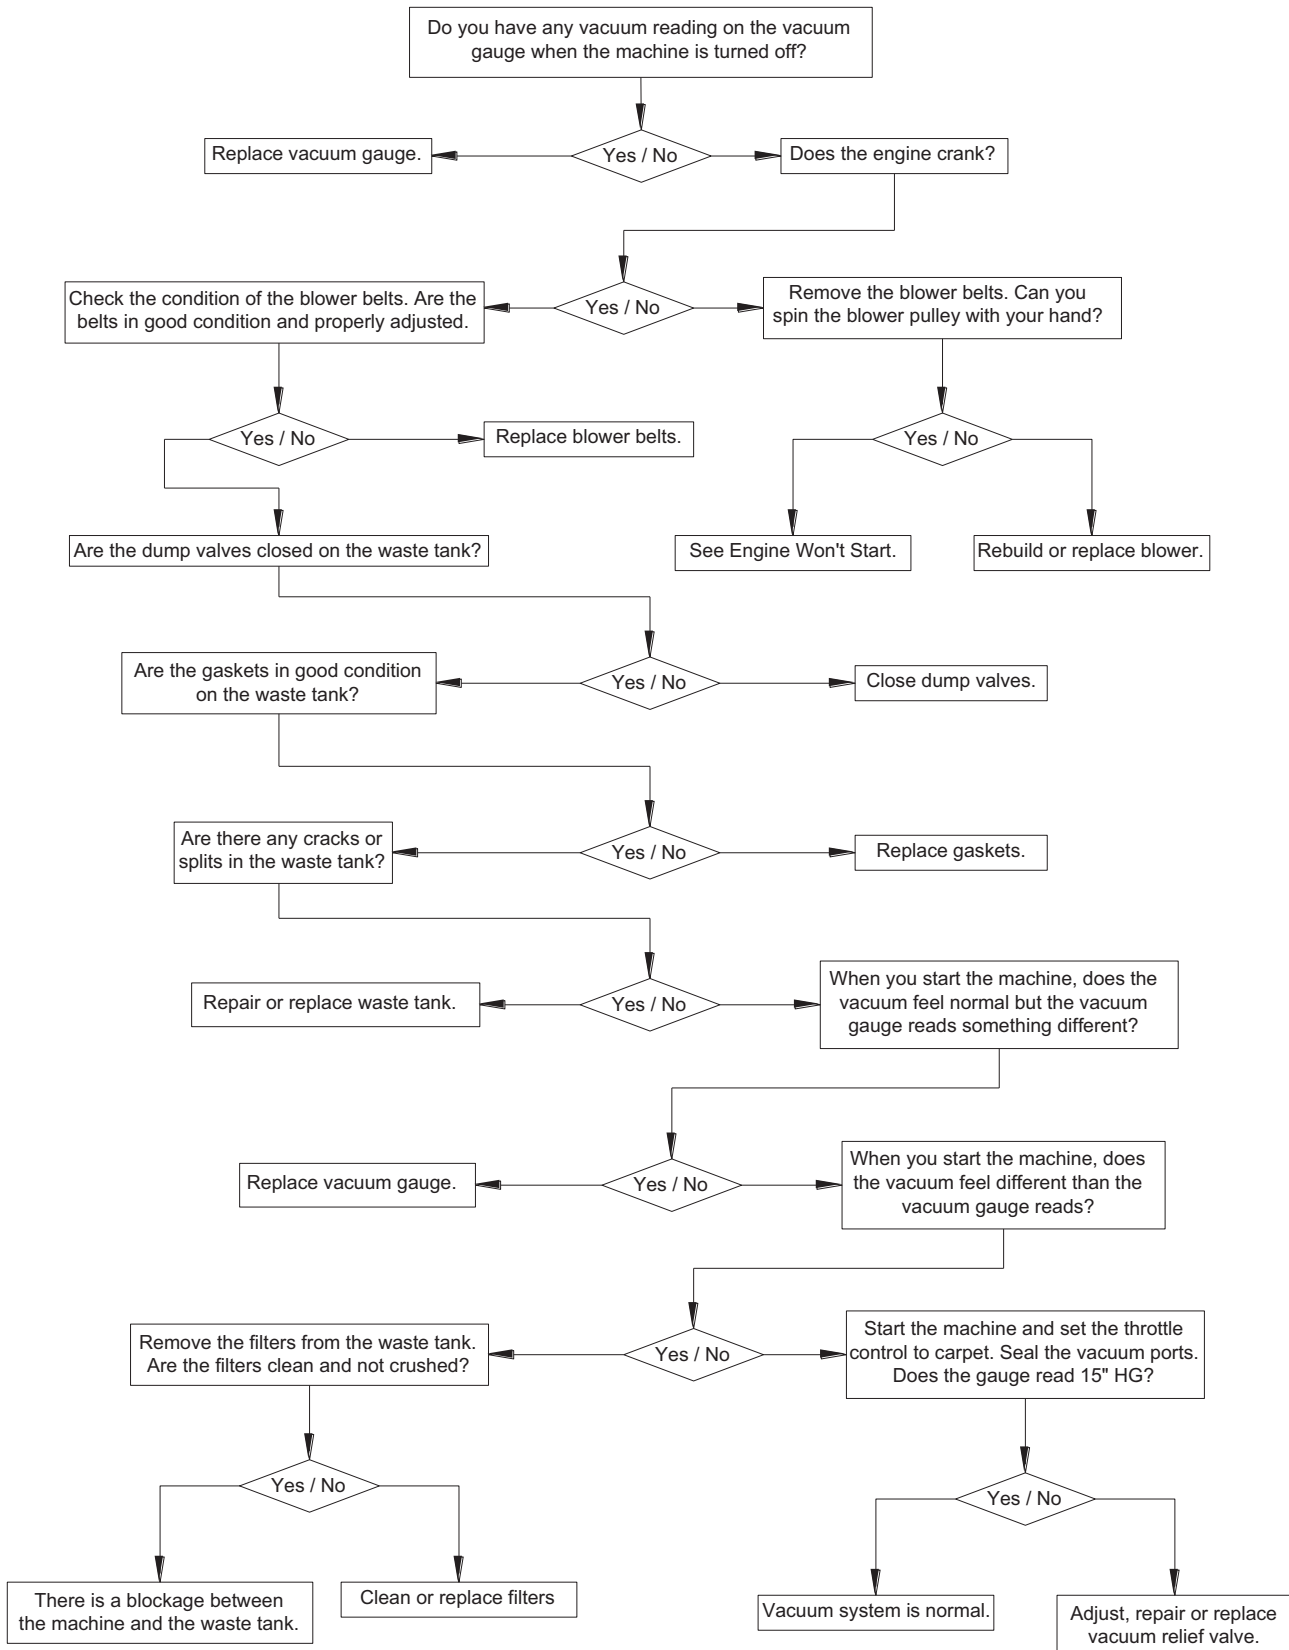 Do you have any vacuum reading on the vacuum
gauge when the machine is turned off?
Replace vacuum gauge.
Yes / No
Does the engine crank?
Check the condition of the blower belts. Are the
belts in good condition and properly adjusted.
Yes / No
Remove the blower belts. Can you
spin the blower pulley with your hand?
Yes / No
Replace blower belts.
Yes / No
Are the dump valves closed on the waste tank?
See Engine Won't Start.
Rebuild or replace blower.
Are the gaskets in good condition
on the waste tank?
Yes / No
Close dump valves.
Are there any cracks or
splits in the waste tank?
Yes / No
Replace gaskets.
Repair or replace waste tank.
Yes / No
When you start the machine, does the
vacuum feel normal but the vacuum
gauge reads something different?
Replace vacuum gauge.
Yes / No
When you start the machine, does
the vacuum feel different than the
vacuum gauge reads?
Remove the filters from the waste tank.
Are the filters clean and not crushed?
Yes / No
Start the machine and set the throttle
control to carpet. Seal the vacuum ports.
Does the gauge read 15" HG?
Yes / No
Yes / No
There is a blockage between
the machine and the waste tank.
Clean or replace filters
Vacuum system is normal.
Adjust, repair or replace
vacuum relief valve.